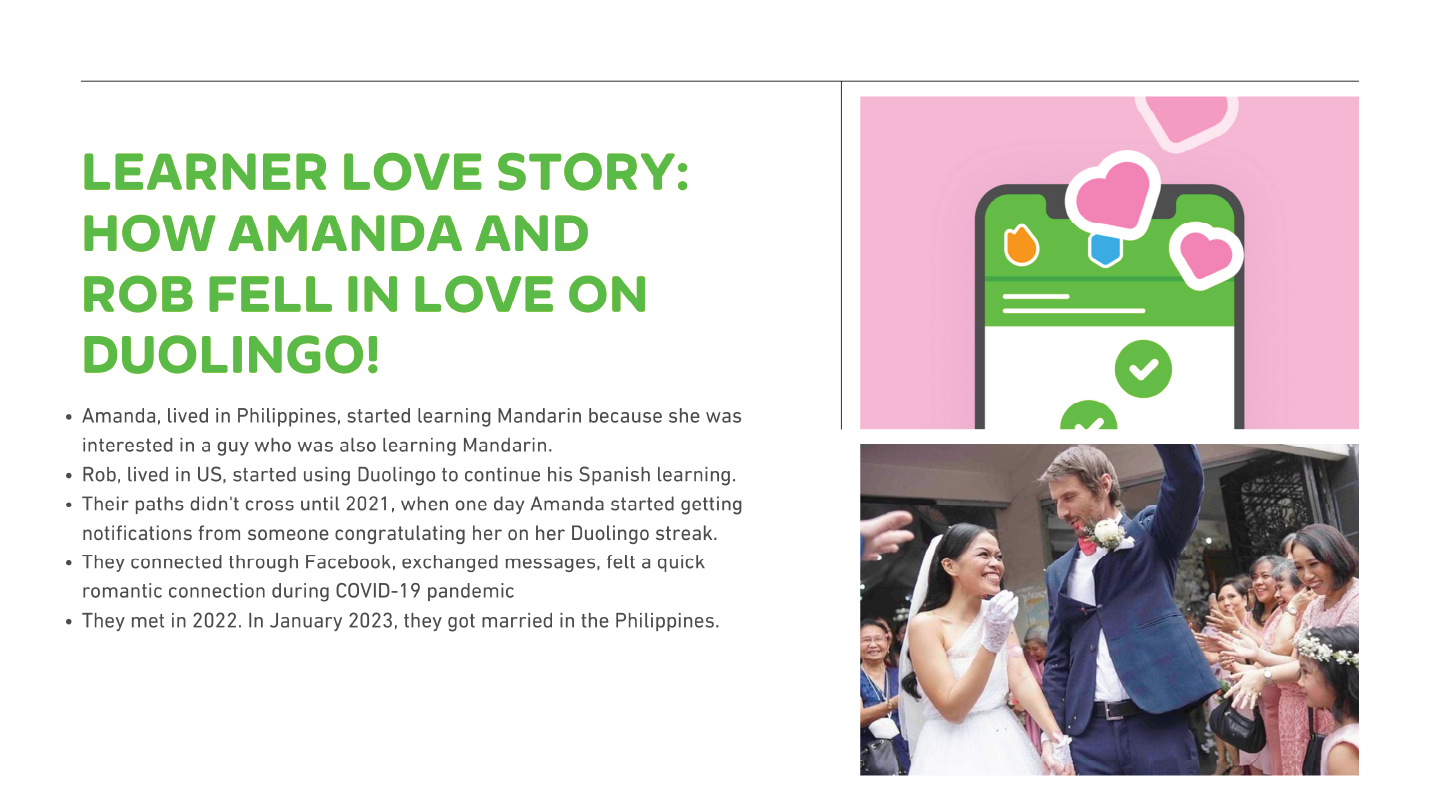 LEARNER LOVE STORY:
HOW AMANDA AND
ROB FELL IN LOVE ON
DUOLINGO!
• Amanda, lived in Philippines, started learning Mandarin because she was
interested in a guy who was also learning Mandarin.
• Rob, lived in US, started using Duolingo to continue his Spanish learning.
• Their paths didn't cross until 2021, when one day Amanda started getting
notifications from someone congratulating her on her Duolingo streak.
• They connected through Facebook, exchanged messages, felt a quick
romantic connection during COVID-19 pandemic
• They met in 2022. In January 2023, they got married in the Philippines.